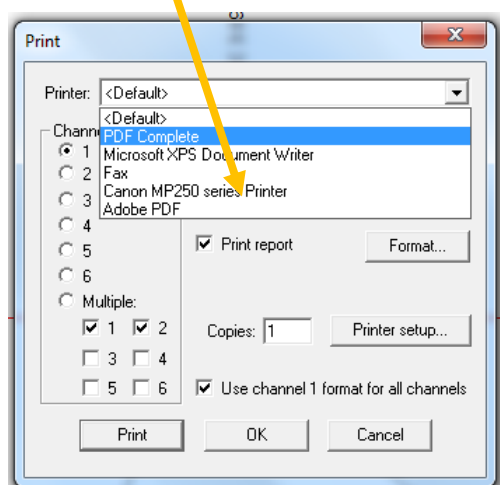 Print
Printer: <Default>
<Default>
PDF Complete
Microsoft XPS Document Writer
Fax
Canon MP250 series Printer
Adobe PDF
1
2
3
4
5
6
Multiple:
1 2
3 4
5 6
Print report Format...
Copies: 1 Printer setup...
Use channel 1 format for all channels
Print OK Cancel